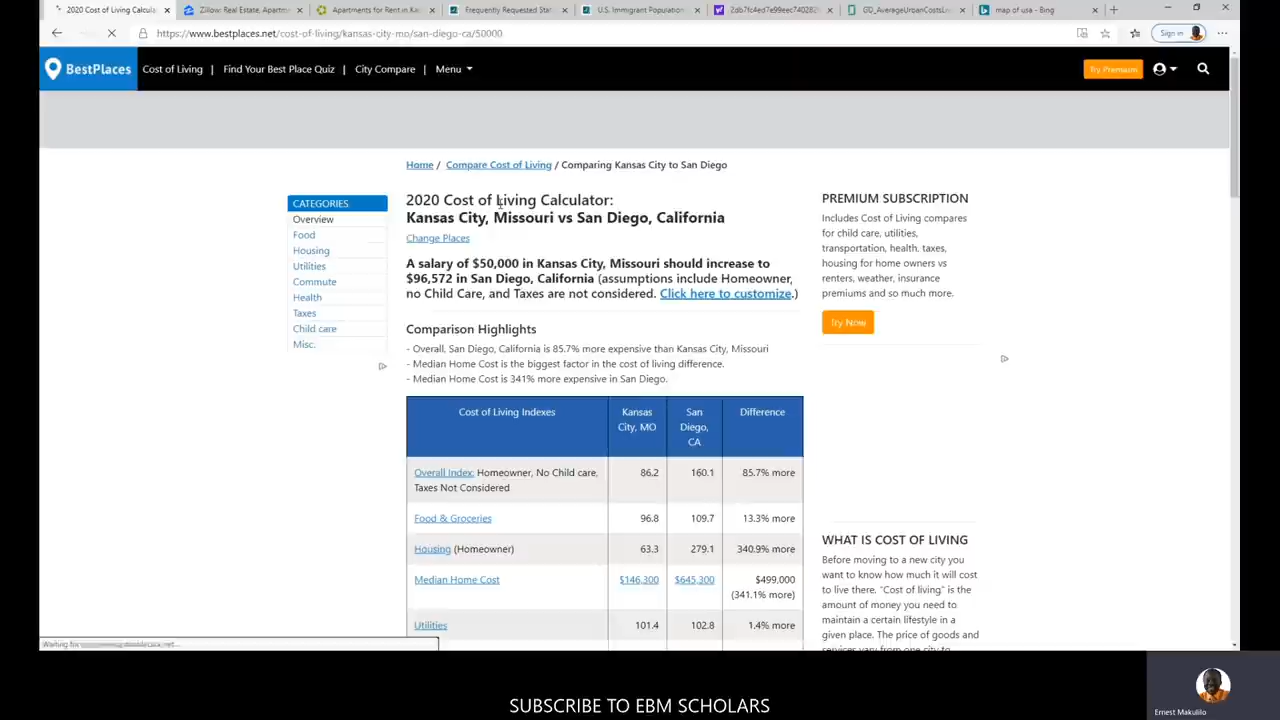 2020 Cost of Living Calcula
Zillow: Real Estate, Apartm
Apartments for Rent in Kan
Frequently Requested Stat
U.S. Immigrant Population
map of usa - Bing
https://www.bestplaces.net/cost-of-living/kansas-city-mo/san-diego-ca/50000
Sign in
BestPlaces
Cost of Living | Find Your Best Place Quiz | City Compare | Menu
Try Premium
Home / Compare Cost of Living / Comparing Kansas City to San Diego
CATEGORIES
Overview
Food
Housing
Utilities
Commute
Health
Taxes
Child care
Misc.
2020 Cost of Living Calculator:
Kansas City, Missouri vs San Diego, California
Change Places
A salary of $50,000 in Kansas City, Missouri should increase to
$96,572 in San Diego, California (assumptions include Homeowner,
no Child Care, and Taxes are not considered. Click here to customize.)
Comparison Highlights
- Overall, San Diego, California is 85.7% more expensive than Kansas City, Missouri
- Median Home Cost is the biggest factor in the cost of living difference.
- Median Home Cost is 341% more expensive in San Diego.
Cost of Living Indexes
Kansas
City, MO
San
Diego,
CA
Difference
Overall Index: Homeowner, No Child care,
Taxes Not Considered
86.2
160.1
85.7% more
Food & Groceries
96.8
109.7
13.3% more
Housing (Homeowner)
63.3
279.1
340.9% more
Median Home Cost
$146,300
$645,300
$499,000
(341.1% more)
Utilities
101.4
102.8
1.4% more
PREMIUM SUBSCRIPTION
Includes Cost of Living compares
for child care, utilities,
transportation, health, taxes,
housing for home owners vs
renters, weather, insurance
premiums and so much more.
Try Now
WHAT IS COST OF LIVING
Before moving to a new city you
want to know how much it will cost
to live there. "Cost of living" is the
amount of money you need to
maintain a certain lifestyle in a
given place. The price of goods and
services vary from one city to
Waiting for
SUBSCRIBE TO EBM SCHOLARS
Ernest Makulilo